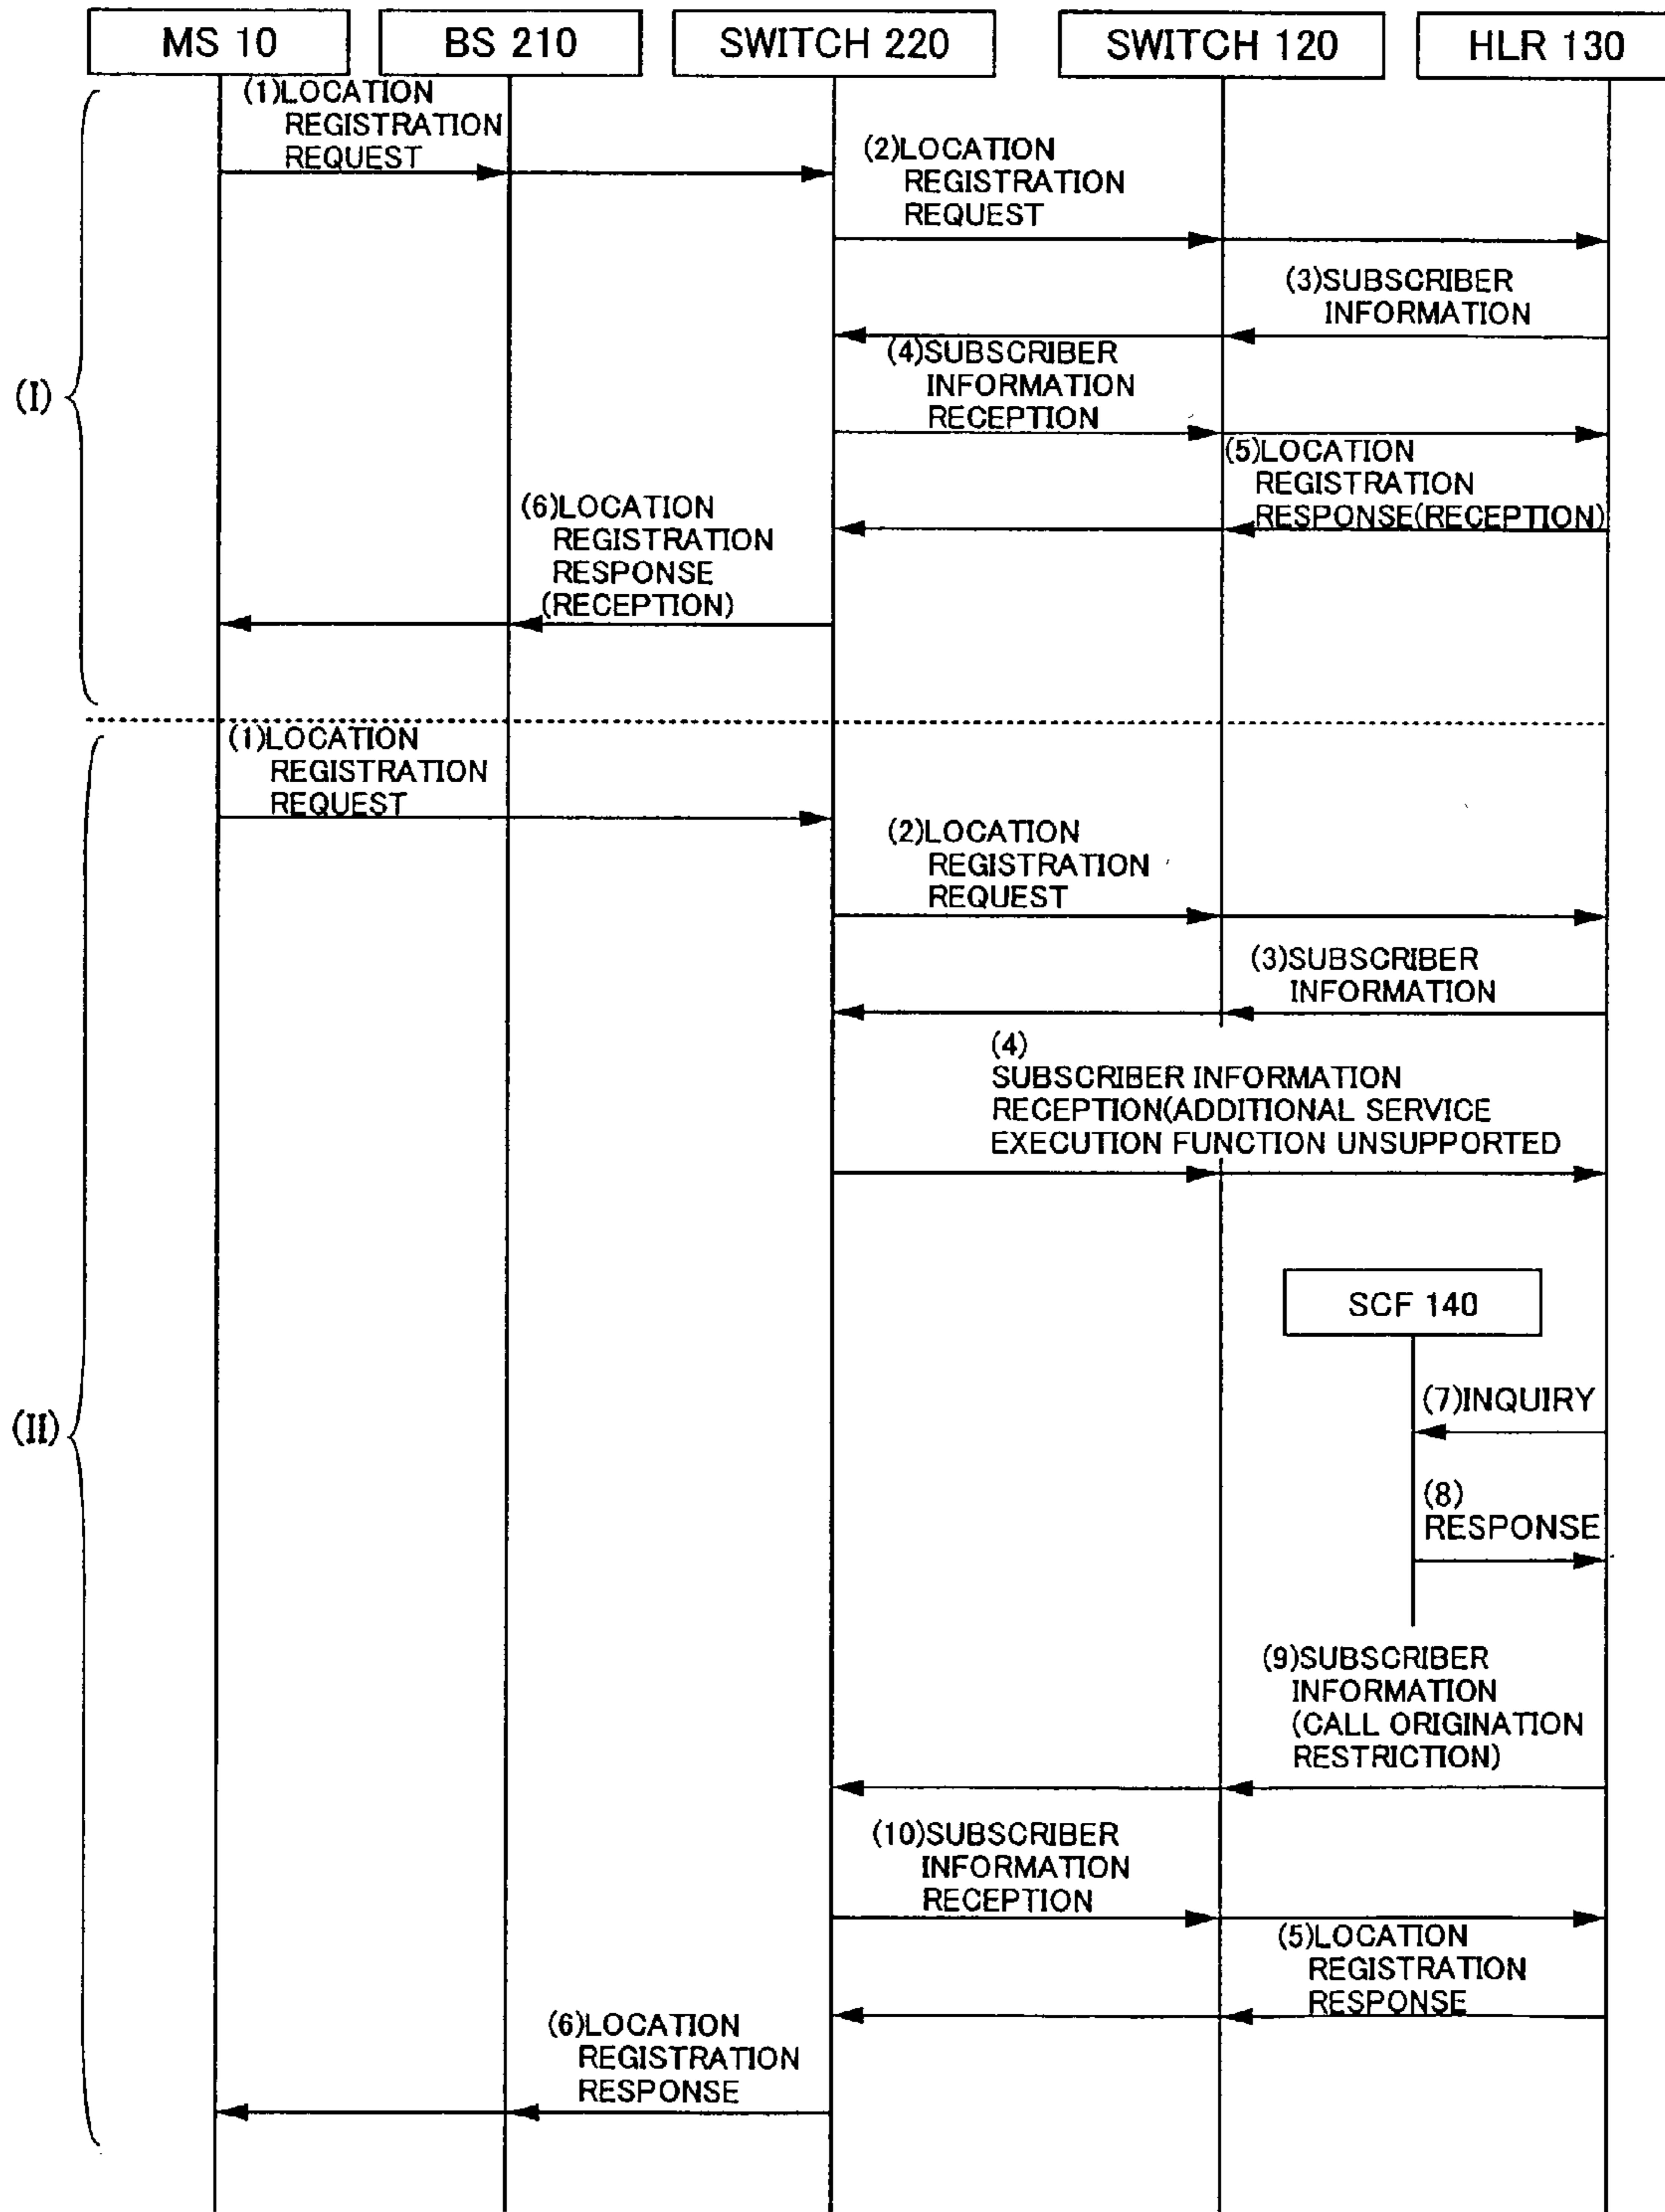 MS 10
BS 210
SWITCH 220
SWITCH 120
HLR 130
(I)
(1)LOCATION
REGISTRATION
REQUEST
(2)LOCATION
REGISTRATION
REQUEST
(3)SUBSCRIBER
INFORMATION
(4)SUBSCRIBER
INFORMATION
RECEPTION
(5)LOCATION
REGISTRATION
RESPONSE(RECEPTION)
(6)LOCATION
REGISTRATION
RESPONSE
(RECEPTION)
(II)
(1)LOCATION
REGISTRATION
REQUEST
(2)LOCATION
REGISTRATION
REQUEST
(3)SUBSCRIBER
INFORMATION
(4)
SUBSCRIBER INFORMATION
RECEPTION(ADDITIONAL SERVICE
EXECUTION FUNCTION UNSUPPORTED
SCF 140
(7)INQUIRY
(8)
RESPONSE
(9)SUBSCRIBER
INFORMATION
(CALL ORIGINATION
RESTRICTION)
(10)SUBSCRIBER
INFORMATION
RECEPTION
(5)LOCATION
REGISTRATION
RESPONSE
(6)LOCATION
REGISTRATION
RESPONSE